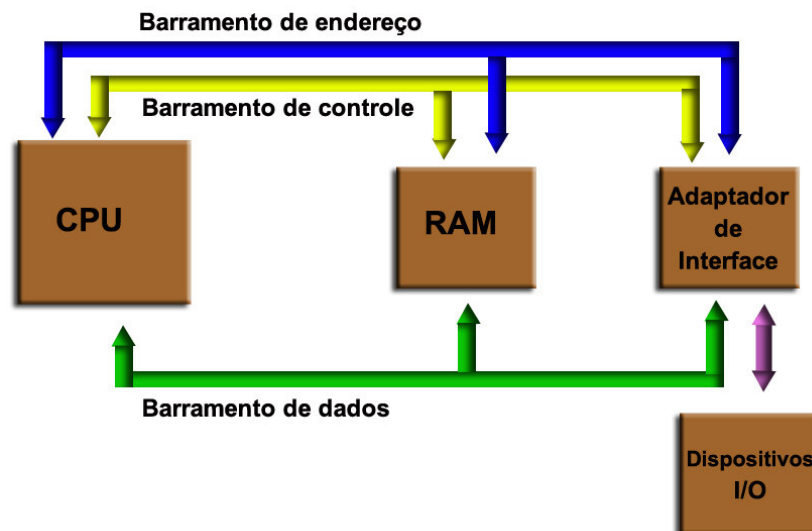 Barramento de endereço
Barramento de controle
CPU
RAM
Adaptador
de
Interface
Barramento de dados
Dispositivos
I/O